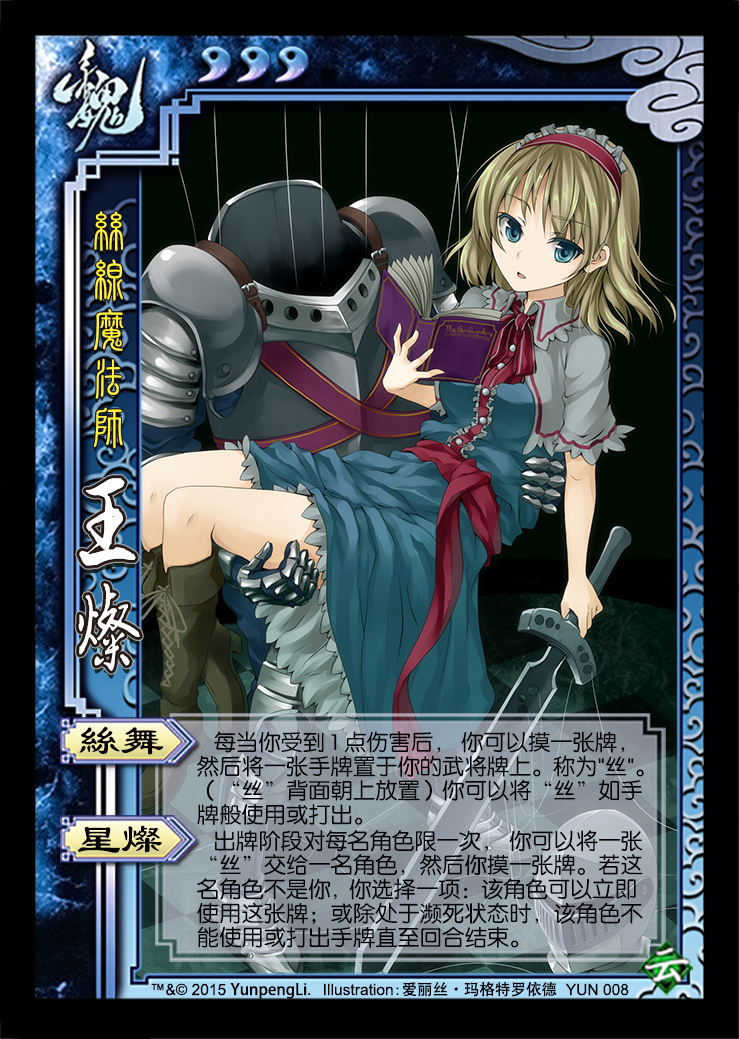 魏
絲線魔法師
王燦
絲舞
每当你受到1点伤害后，你可以摸一张牌，
然后将一张手牌置于你的武将牌上。称为"丝"。
（“丝”背面朝上放置）你可以将“丝”如手
牌般使用或打出。
星燦
出牌阶段对每名角色限一次，你可以将一张
“丝”交给一名角色，然后你摸一张牌。若这
名角色不是你，你选择一项：该角色可以立即
使用这张牌；或除处于濒死状态时，该角色不
能使用或打出手牌直至回合结束。
云
™&© 2015 YunpengLi. Illustration：爱丽丝·玛格特罗依德 YUN 008